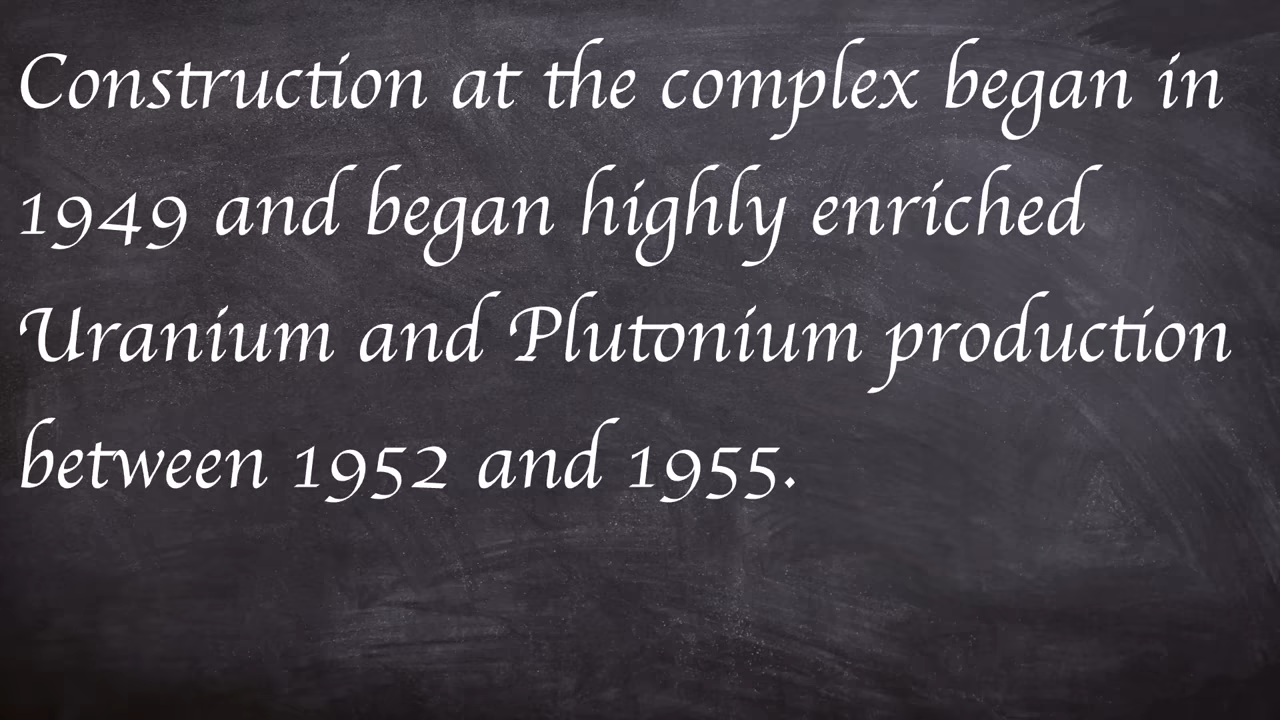 Construction at the complex began in
1949 and began highly enriched
Uranium and Plutonium production
between 1952 and 1955.